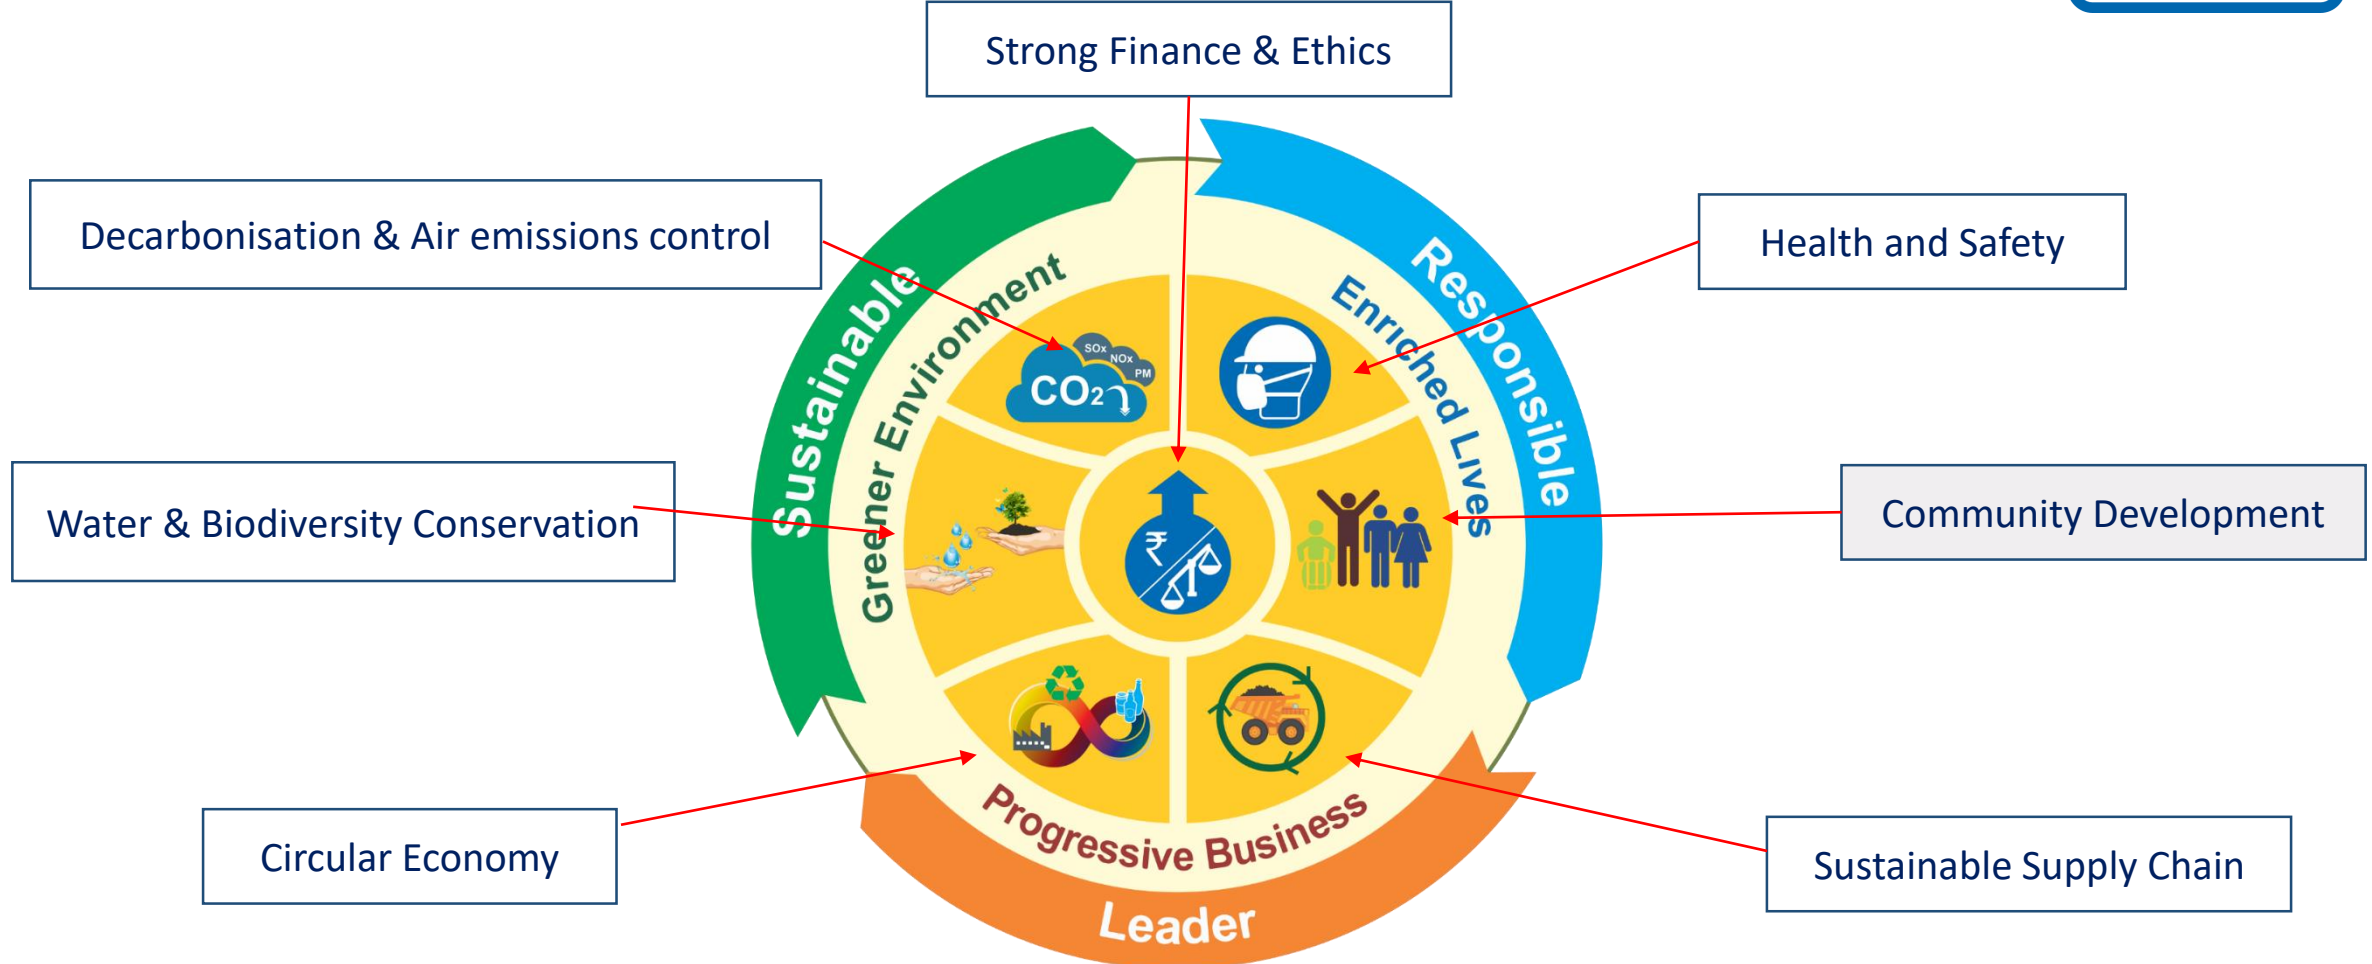 Strong Finance & Ethics
Decarbonisation & Air emissions control
Health and Safety
Sustainable
Greener Environment
Enriched Lives
Responsible
SOx
NOx
PM
CO2
Water & Biodiversity Conservation
₹
Community Development
Circular Economy
Progressive Business
Sustainable Supply Chain
Leader